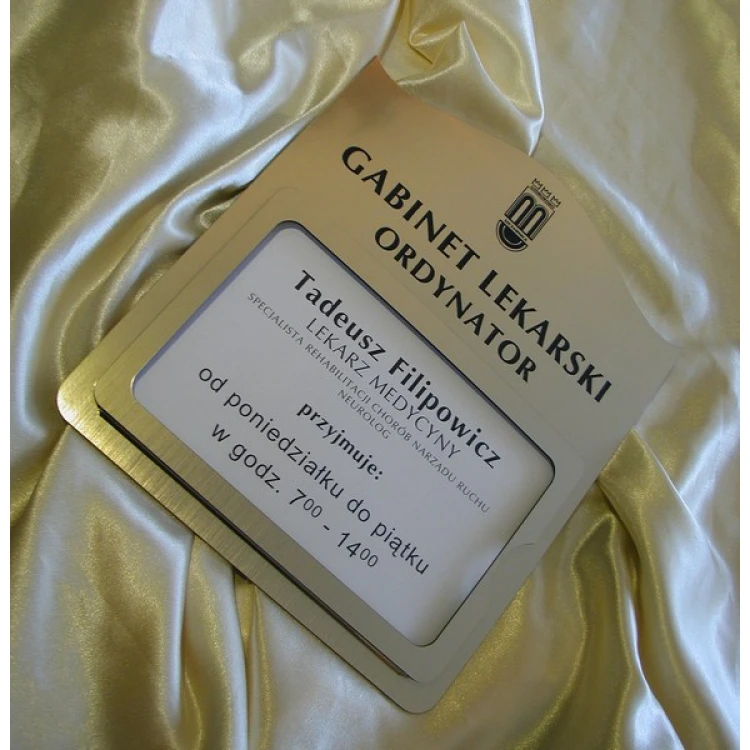 GABINET LEKARSKI
ORDYNATOR
Tadeusz Filipowicz
LEKARZ MEDYCYNY
SPECJALISTA REHABILITACJI CHORÓB NARZĄDU RUCHU
NEUROLOG
przyjmuje:
od poniedziałku do piątku
w godz. 7⁰⁰ - 14⁰⁰